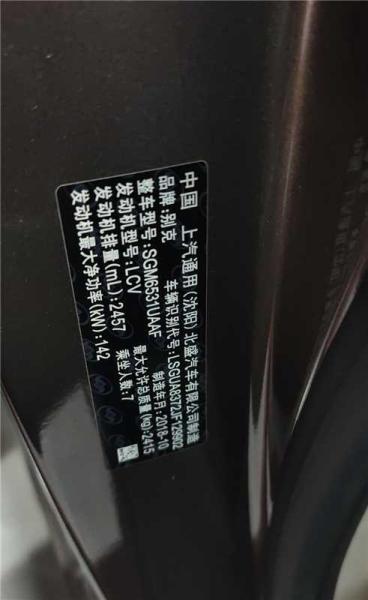 中国 上汽通用(沈阳)北盛汽车有限公司制造
品牌:别克 车辆识别代号:LSGUA8372JF129902
整车型号:SGM6531UAAF 制造年月:2018-10
发动机型号:LCV 最大允许总质量(kg):2415
发动机排量(mL):2457 乘坐人数:7
发动机最大净功率(kW):142